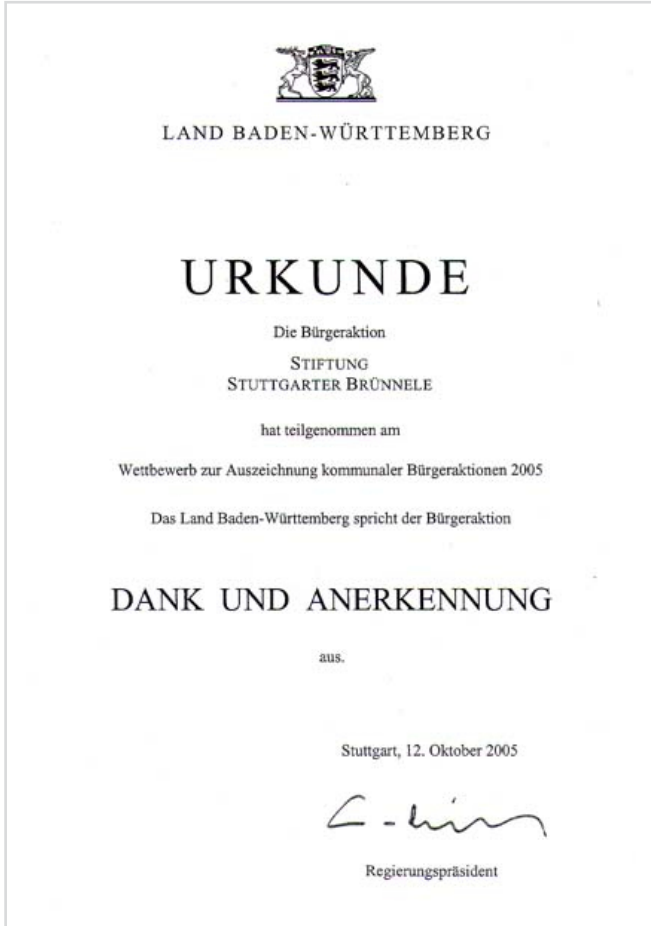 LAND BADEN-WÜRTTEMBERG
URKUNDE
Die Bürgeraktion
STIFTUNG
STUTTGARTER BRÜNNELE
hat teilgenommen am
Wettbewerb zur Auszeichnung kommunaler Bürgeraktionen 2005
Das Land Baden-Württemberg spricht der Bürgeraktion
DANK UND ANERKENNUNG
aus.
Stuttgart, 12. Oktober 2005
Regierungspräsident